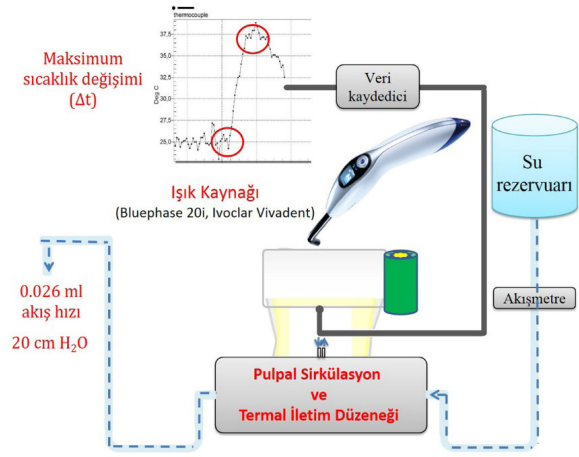 thermocouple
Maksimum
sıcaklık değişimi
(Δt)
Deg C
37,5
35,0
32,5
30,0
27,5
25,0
Veri
kaydedici
Su
rezervuarı
Işık Kaynağı
(Bluephase 20i, Ivoclar Vivadent)
0.026 ml
akış hızı
20 cm H₂O
Akışmetre
Pulpal Sirkülasyon
ve
Termal İletim Düzeneği